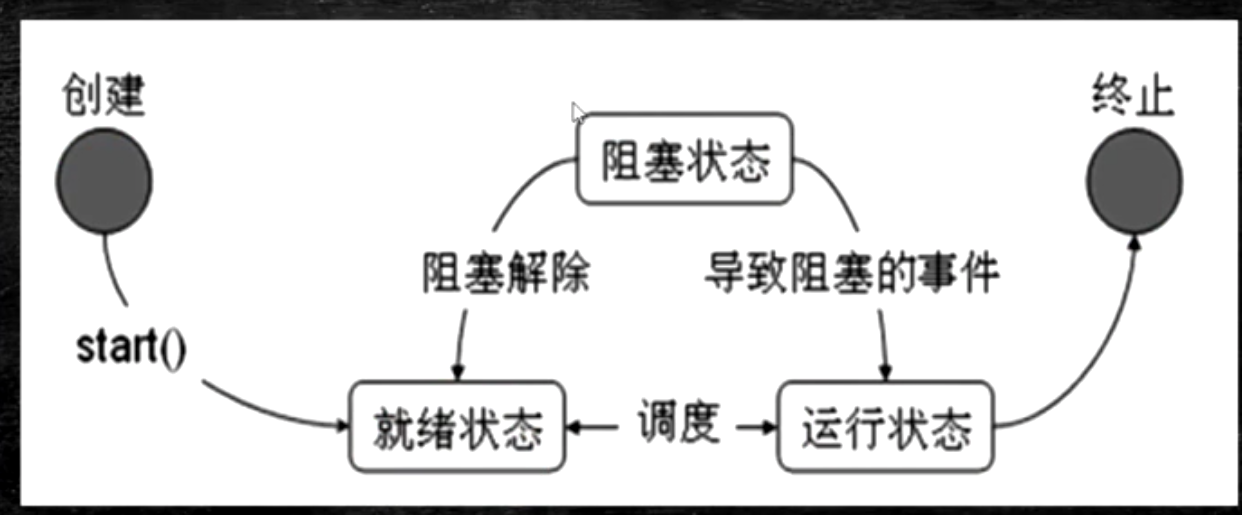 创建
终止
阻塞状态
阻塞解除
导致阻塞的事件
start()
就绪状态
调度
运行状态